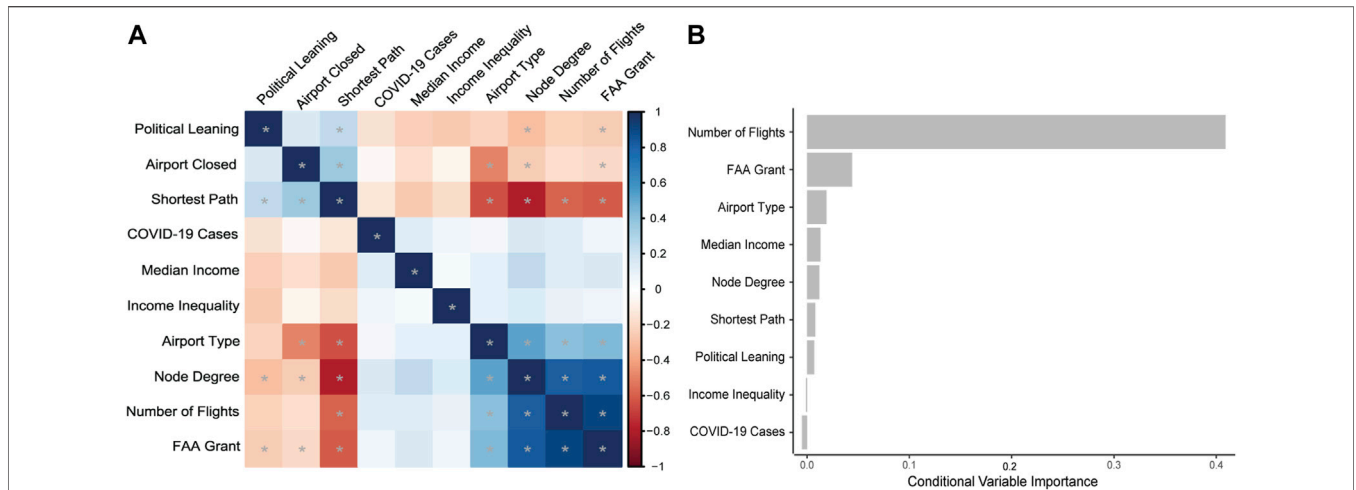 A
Political Leaning
Airport Closed
Shortest Path
COVID-19 Cases
Median Income
Income Inequality
Airport Type
Node Degree
Number of Flights
FAA Grant
Political Leaning
* * * *
Airport Closed
* * * * *
Shortest Path
* * * * * * *
COVID-19 Cases
*
Median Income
*
Income Inequality
*
Airport Type
* * * * * *
Node Degree
* * * * * * *
Number of Flights
* * * * *
FAA Grant
* * * * * * *
1
0.8
0.6
0.4
0.2
0
−0.2
−0.4
−0.6
−0.8
−1
B
Number of Flights
FAA Grant
Airport Type
Median Income
Node Degree
Shortest Path
Political Leaning
Income Inequality
COVID-19 Cases
0.0 0.1 0.2 0.3 0.4
Conditional Variable Importance